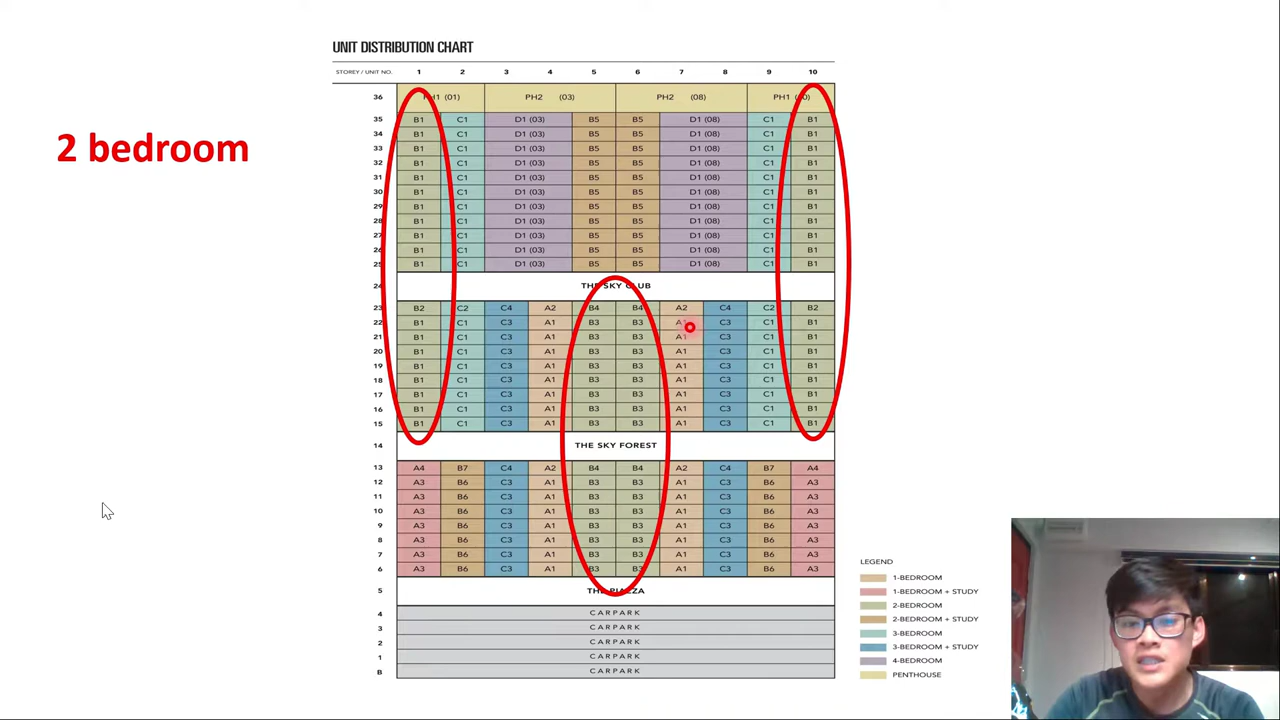 UNIT DISTRIBUTION CHART
STOREY / UNIT NO. 1 2 3 4 5 6 7 8 9 10
2 bedroom
36 PH1 (01) PH2 (03) PH2 (08) PH1
35 B1 C1 D1 (03) B5 B5 D1 (08) C1 B1
34 B1 C1 D1 (03) B5 B5 D1 (08) C1 B1
33 B1 C1 D1 (03) B5 B5 D1 (08) C1 B1
32 B1 C1 D1 (03) B5 B5 D1 (08) C1 B1
31 B1 C1 D1 (03) B5 B5 D1 (08) C1 B1
30 B1 C1 D1 (03) B5 B5 D1 (08) C1 B1
29 B1 C1 D1 (03) B5 B5 D1 (08) C1 B1
28 B1 C1 D1 (03) B5 B5 D1 (08) C1 B1
27 B1 C1 D1 (03) B5 B5 D1 (08) C1 B1
26 B1 C1 D1 (03) B5 B5 D1 (08) C1 B1
25 B1 C1 D1 (03) B5 B5 D1 (08) C1 B1
24 THE SKY CLUB
23 B2 C2 C4 A2 B4 B4 A2 C4 C2 B2
22 B1 C1 C3 A1 B3 B3 A1 C3 C1 B1
21 B1 C1 C3 A1 B3 B3 A1 C3 C1 B1
20 B1 C1 C3 A1 B3 B3 A1 C3 C1 B1
19 B1 C1 C3 A1 B3 B3 A1 C3 C1 B1
18 B1 C1 C3 A1 B3 B3 A1 C3 C1 B1
17 B1 C1 C3 A1 B3 B3 A1 C3 C1 B1
16 B1 C1 C3 A1 B3 B3 A1 C3 C1 B1
15 B1 C1 C3 A1 B3 B3 A1 C3 C1 B1
14 THE SKY FOREST
13 A4 B7 C4 A2 B4 B4 A2 C4 B7 A4
12 A3 B6 C3 A1 B3 B3 A1 C3 B6 A3
11 A3 B6 C3 A1 B3 B3 A1 C3 B6 A3
10 A3 B6 C3 A1 B3 B3 A1 C3 B6 A3
9 A3 B6 C3 A1 B3 B3 A1 C3 B6 A3
8 A3 B6 C3 A1 B3 B3 A1 C3 B6 A3
7 A3 B6 C3 A1 B3 B3 A1 C3 B6 A3
6 A3 B6 C3 A1 B3 B3 A1 C3 B6 A3
5 THE PIAZZA
4 CARPARK
3 CARPARK
2 CARPARK
1 CARPARK
B CARPARK
LEGEND
1-BEDROOM
1-BEDROOM + STUDY
2-BEDROOM
2-BEDROOM + STUDY
3-BEDROOM
3-BEDROOM + STUDY
4-BEDROOM
PENTHOUSE